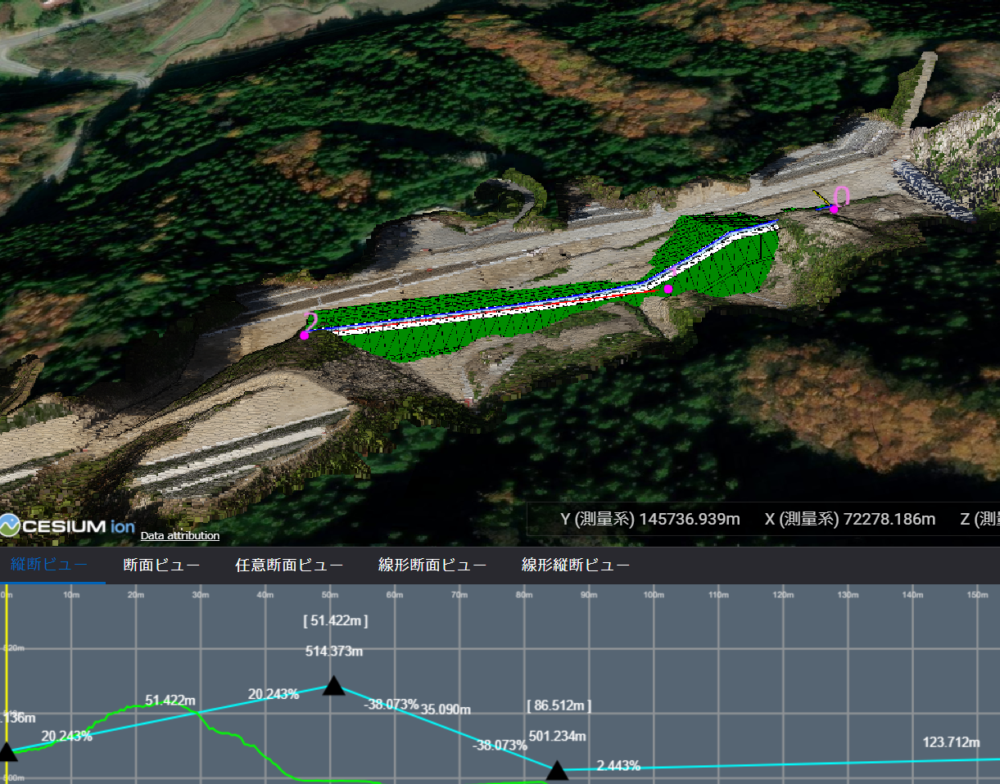 CESIUM ion
Data attribution
Y (測量系) 145736.939m X (測量系) 72278.186m Z (測
縦断ビュー 断面ビュー 任意断面ビュー 線形断面ビュー 線形縦断ビュー
0m 10m 20m 30m 40m 50m 60m 70m 80m 90m 100m 110m 120m 130m 140m 150m
[ 51.422m ]
520m
514.373m
20.243%
51.422m
-38.073%
35.090m
[ 86.512m ]
.136m
20.243%
501.234m
-38.073%
123.712m
2.443%
500m